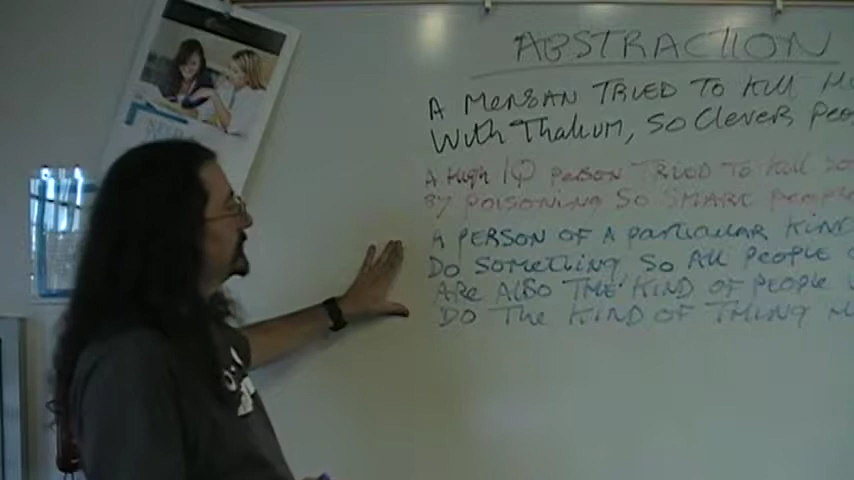 ABSTRACTION
A MENSAN TRIED TO KILL
With Thalium, SO Clever
A High IQ PERSON TRIED TO KILL
BY POISONING SO SMART PEOPLE
A PERSON OF A PARTICULAR KIND
DO SOMETHING, SO ALL PEOPLE
ARE ALSO THE KIND OF PEOPLE
DO The KIND OF THING